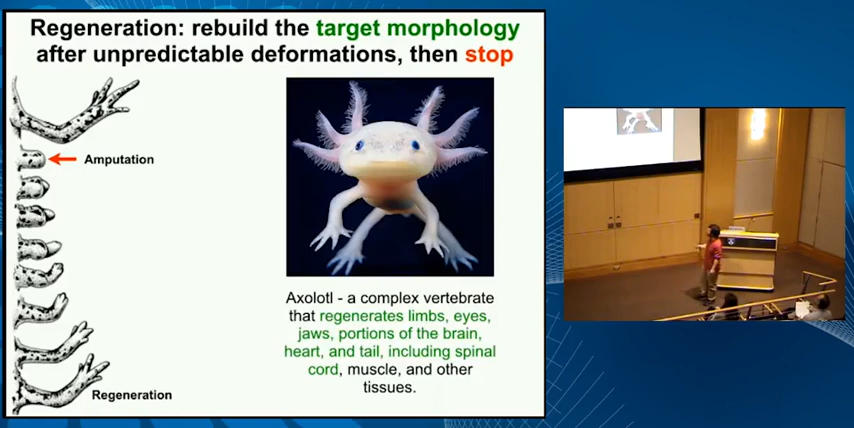 Regeneration: rebuild the target morphology
after unpredictable deformations, then stop
Amputation
Regeneration
Axolotl - a complex vertebrate
that regenerates limbs, eyes,
jaws, portions of the brain,
heart, and tail, including spinal
cord, muscle, and other
tissues.